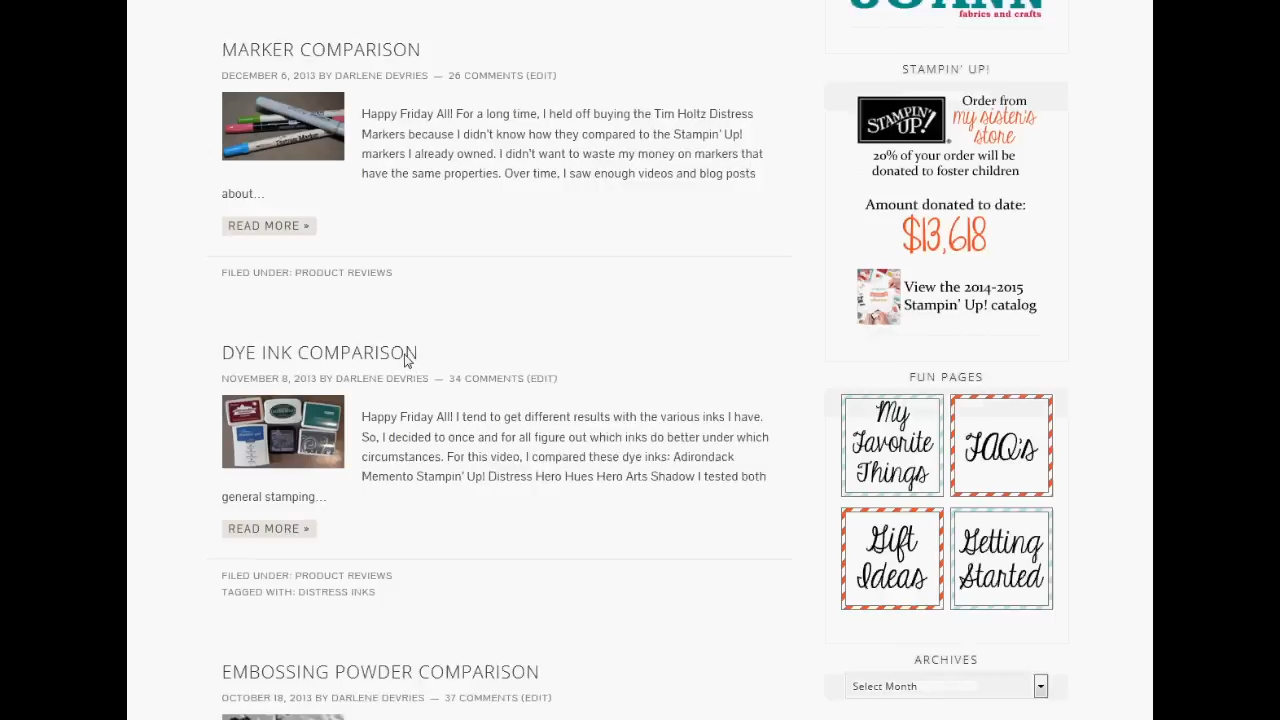 MARKER COMPARISON
DECEMBER 6, 2013 BY DARLENE DEVRIES — 26 COMMENTS (EDIT)
Happy Friday All! For a long time, I held off buying the Tim Holtz Distress
Markers because I didn't know how they compared to the Stampin' Up!
markers I already owned. I didn't want to waste my money on markers that
have the same properties. Over time, I saw enough videos and blog posts
about…
READ MORE »
FILED UNDER: PRODUCT REVIEWS
DYE INK COMPARISON
NOVEMBER 8, 2013 BY DARLENE DEVRIES — 34 COMMENTS (EDIT)
Happy Friday All! I tend to get different results with the various inks I have.
So, I decided to once and for all figure out which inks do better under which
circumstances. For this video, I compared these dye inks: Adirondack
Memento Stampin' Up! Distress Hero Hues Hero Arts Shadow I tested both
general stamping…
READ MORE »
FILED UNDER: PRODUCT REVIEWS
TAGGED WITH: DISTRESS INKS
EMBOSSING POWDER COMPARISON
OCTOBER 18, 2013 BY DARLENE DEVRIES — 37 COMMENTS (EDIT)
fabrics and crafts
STAMPIN' UP!
STAMPIN' UP!®
Order from
my sister's
store
20% of your order will be
donated to foster children
Amount donated to date:
$13,618
View the 2014-2015
Stampin' Up! catalog
FUN PAGES
My
Favorite
Things
FAQ's
Gift
Ideas
Getting
Started
ARCHIVES
Select Month